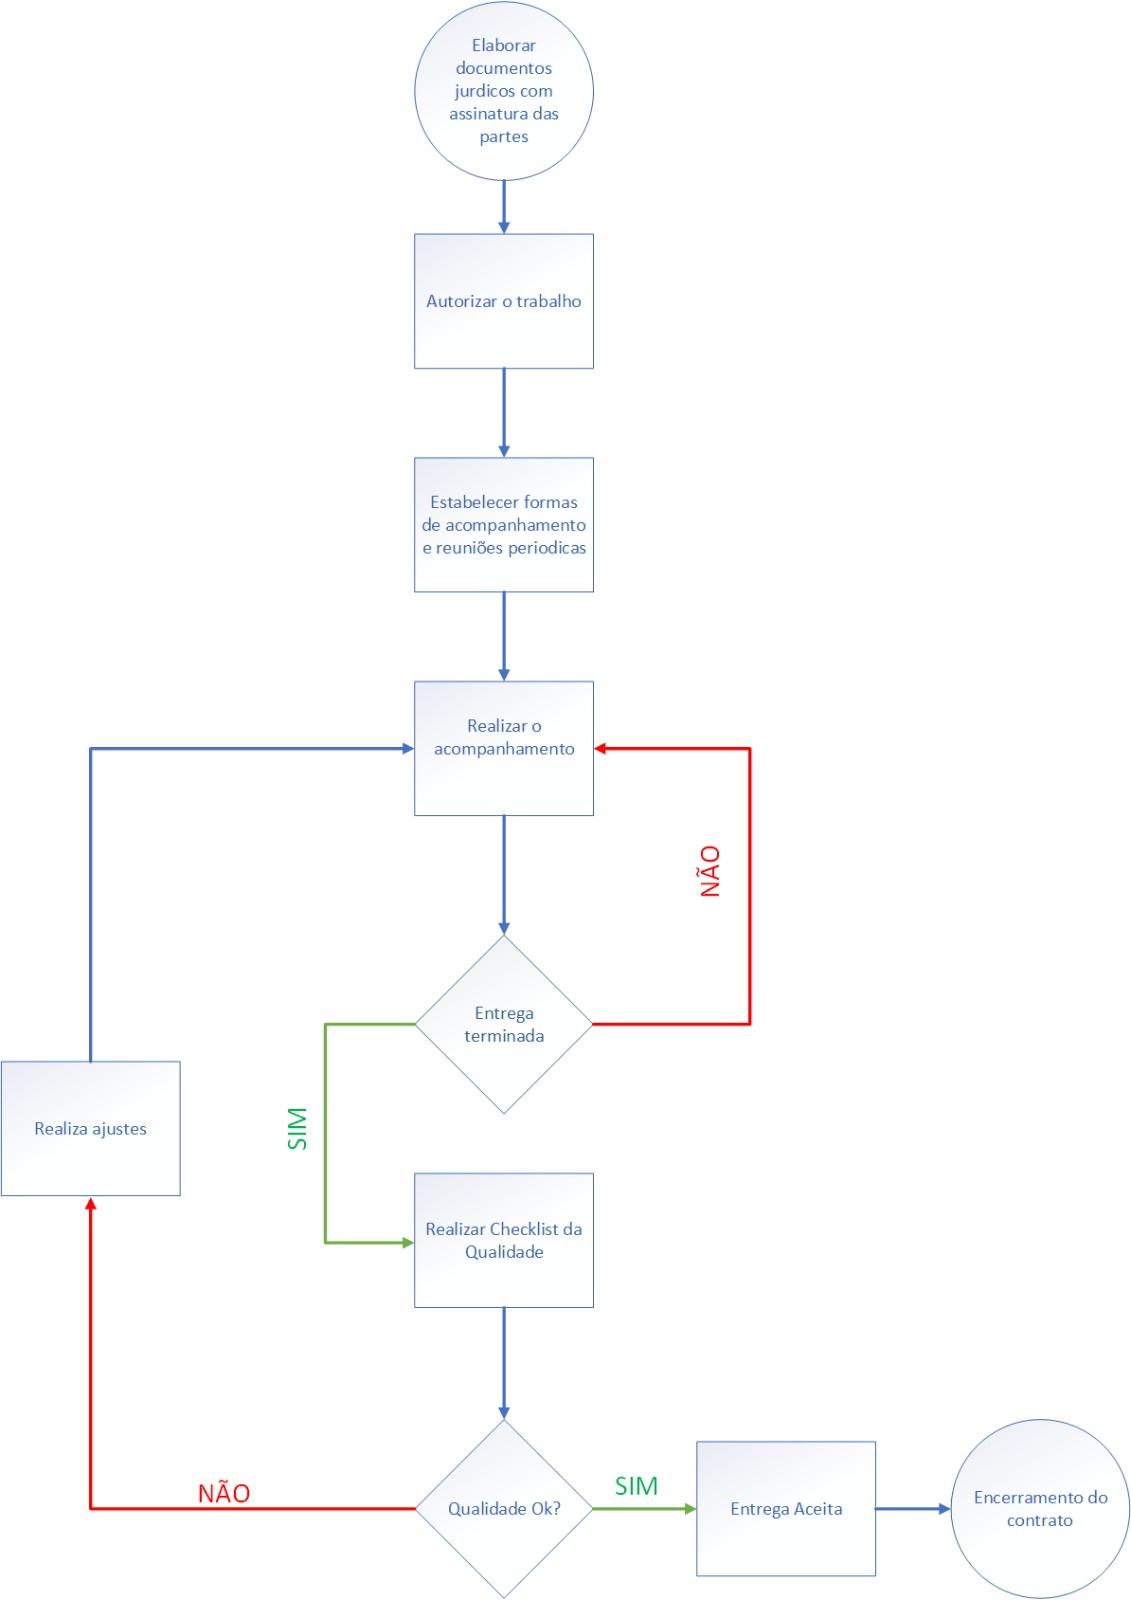 Elaborar
documentos
jurdicos com
assinatura das
partes
Autorizar o trabalho
Estabelecer formas
de acompanhamento
e reuniões periodicas
Realizar o
acompanhamento
NÃO
Entrega
terminada
SIM
Realiza ajustes
Realizar Checklist da
Qualidade
NÃO
Qualidade Ok?
SIM
Entrega Aceita
Encerramento do
contrato